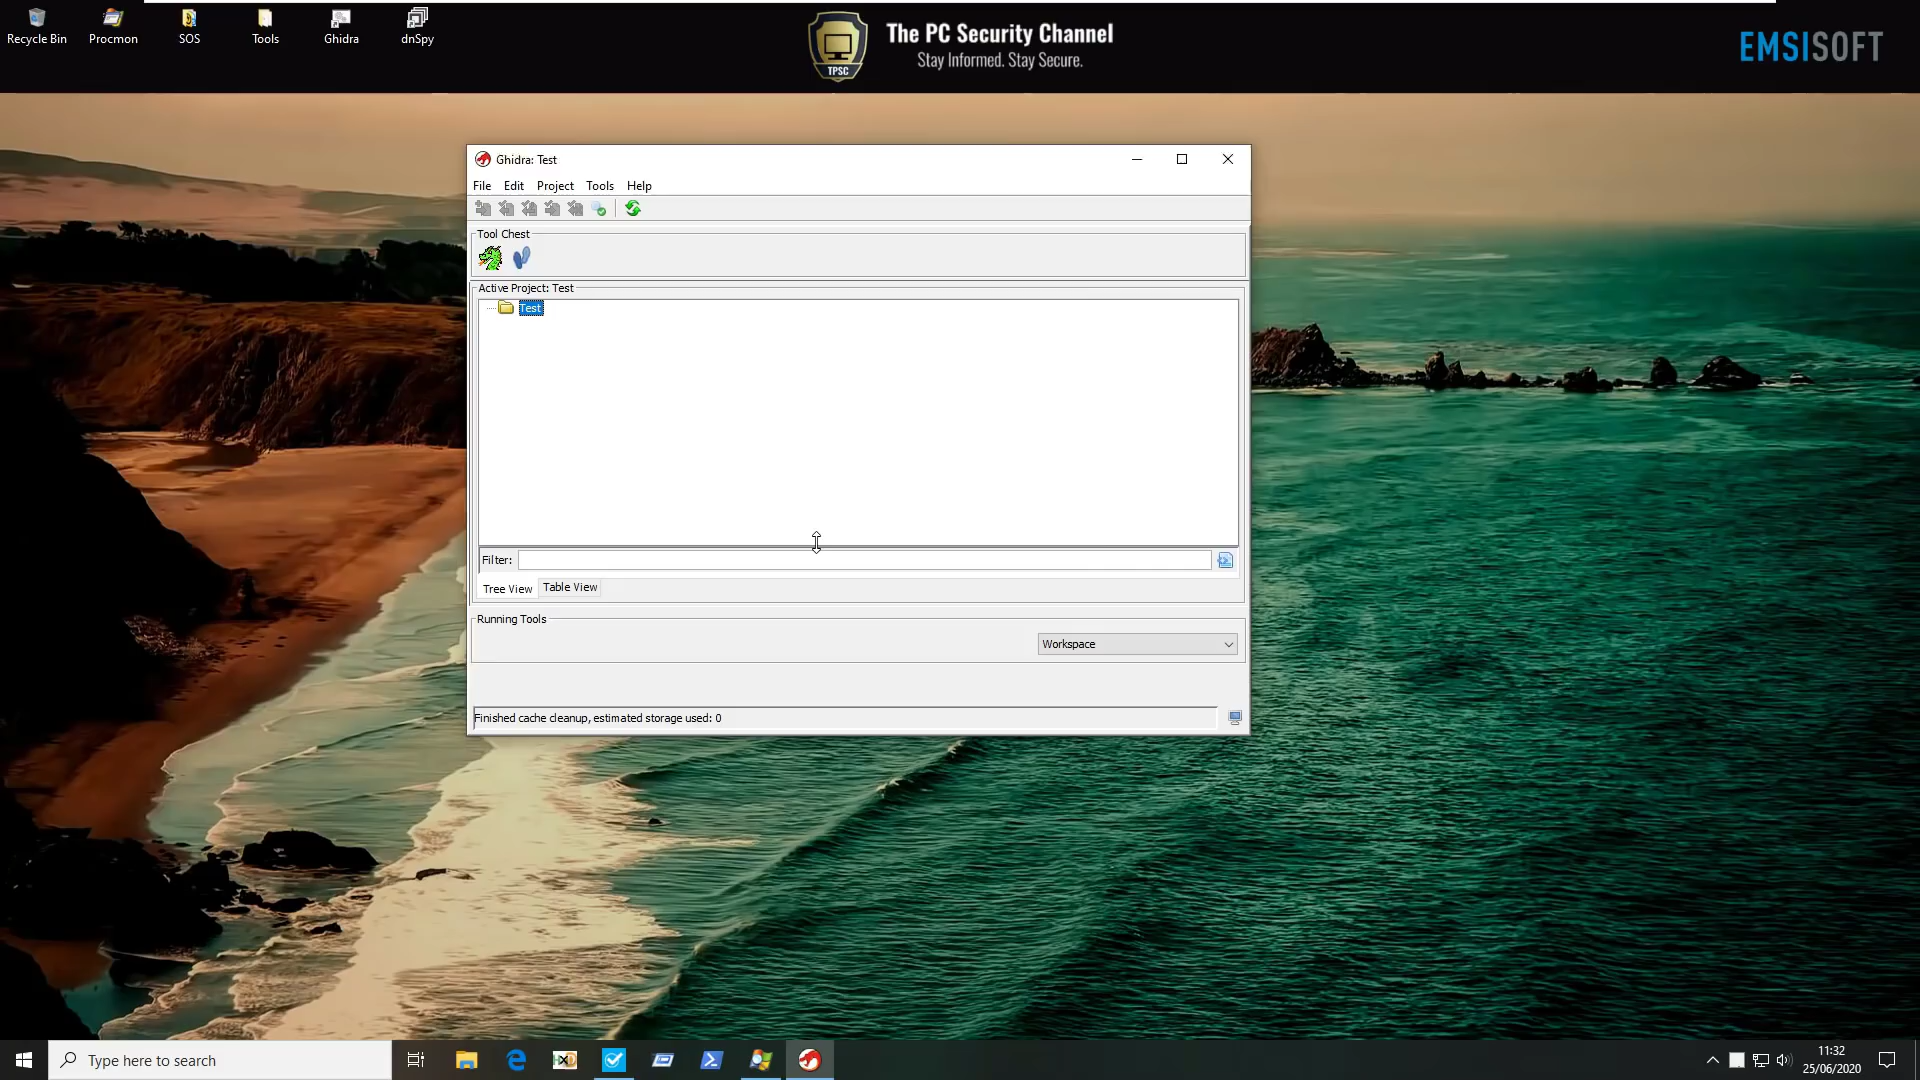 Recycle Bin
Procmon
SOS
Tools
Ghidra
dnSpy
TPSC
The PC Security Channel
Stay Informed. Stay Secure.
EMSISOFT
Ghidra: Test
File Edit Project Tools Help
Tool Chest
Active Project: Test
Test
Filter:
Tree View Table View
Running Tools
Workspace
Finished cache cleanup, estimated storage used: 0
Type here to search
11:32
25/06/2020